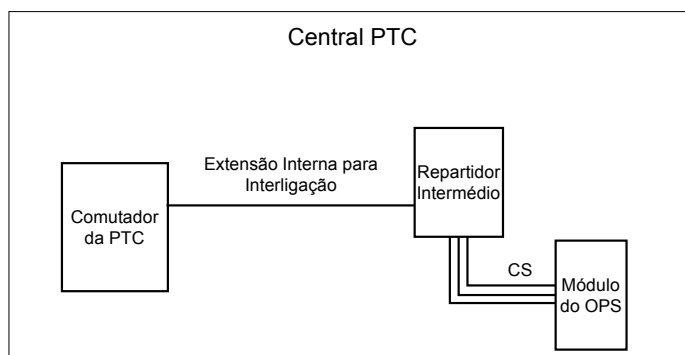 Central PTC
Extensão Interna para
Interligação
Comutador
da PTC
Repartidor
Intermédio
CS
Módulo
do OPS